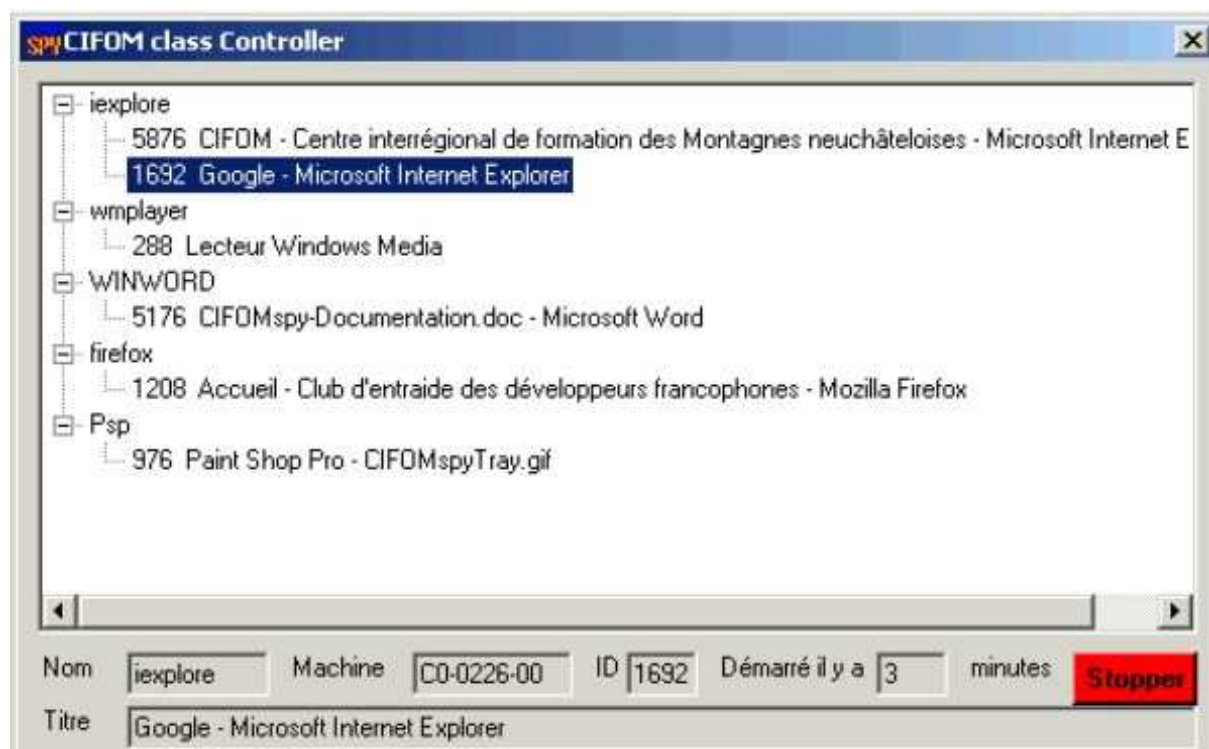 spy CIFOM class Controller
iexplore
5876 CIFOM - Centre interrégional de formation des Montagnes neuchâteloises - Microsoft Internet E
1692 Google - Microsoft Internet Explorer
wmplayer
288 Lecteur Windows Media
WINWORD
5176 CIFOMspy-Documentation.doc - Microsoft Word
firefox
1208 Accueil - Club d'entraide des développeurs francophones - Mozilla Firefox
Psp
976 Paint Shop Pro - CIFOMspyTray.gif
Nom iexplore Machine C0-0226-00 ID 1692 Démarré il y a 3 minutes Stopper
Titre Google - Microsoft Internet Explorer